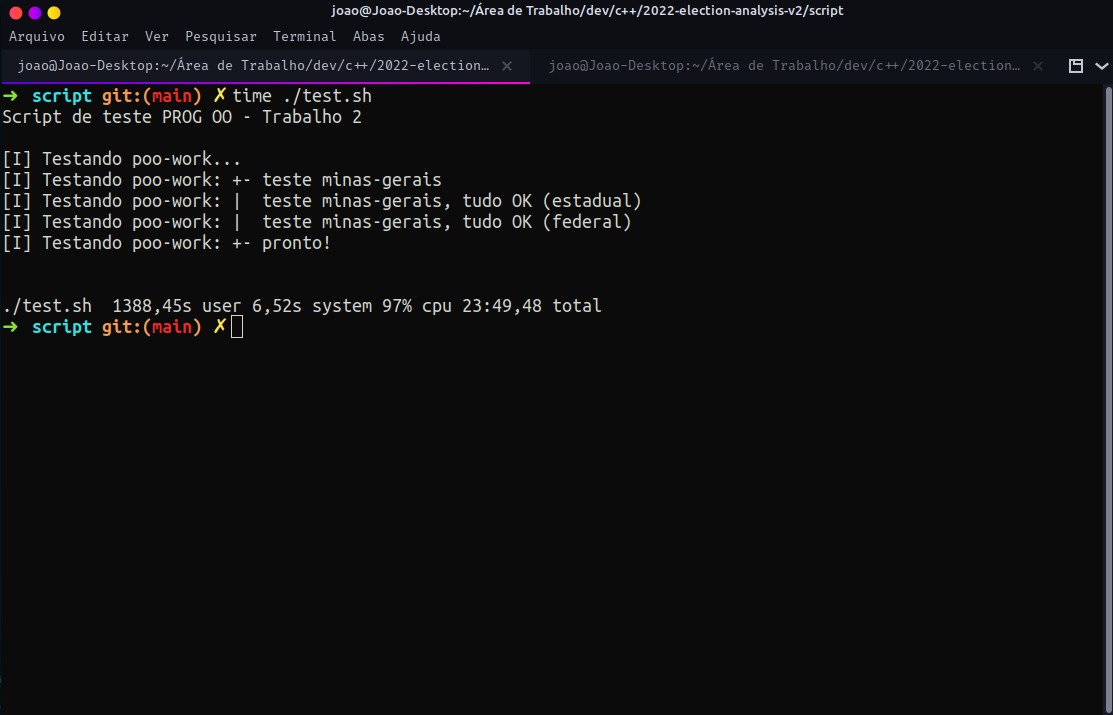 joao@Joao-Desktop:~/Área de Trabalho/dev/c++/2022-election-analysis-v2/script
Arquivo Editar Ver Pesquisar Terminal Abas Ajuda
joao@Joao-Desktop:~/Área de Trabalho/dev/c++/2022-election… × joao@Joao-Desktop:~/Área de Trabalho/dev/c++/2022-election… ×
➜ script git:(main) ✗ time ./test.sh
Script de teste PROG OO - Trabalho 2
[I] Testando poo-work...
[I] Testando poo-work: +- teste minas-gerais
[I] Testando poo-work: |  teste minas-gerais, tudo OK (estadual)
[I] Testando poo-work: |  teste minas-gerais, tudo OK (federal)
[I] Testando poo-work: +- pronto!
./test.sh  1388,45s user 6,52s system 97% cpu 23:49,48 total
➜ script git:(main) ✗